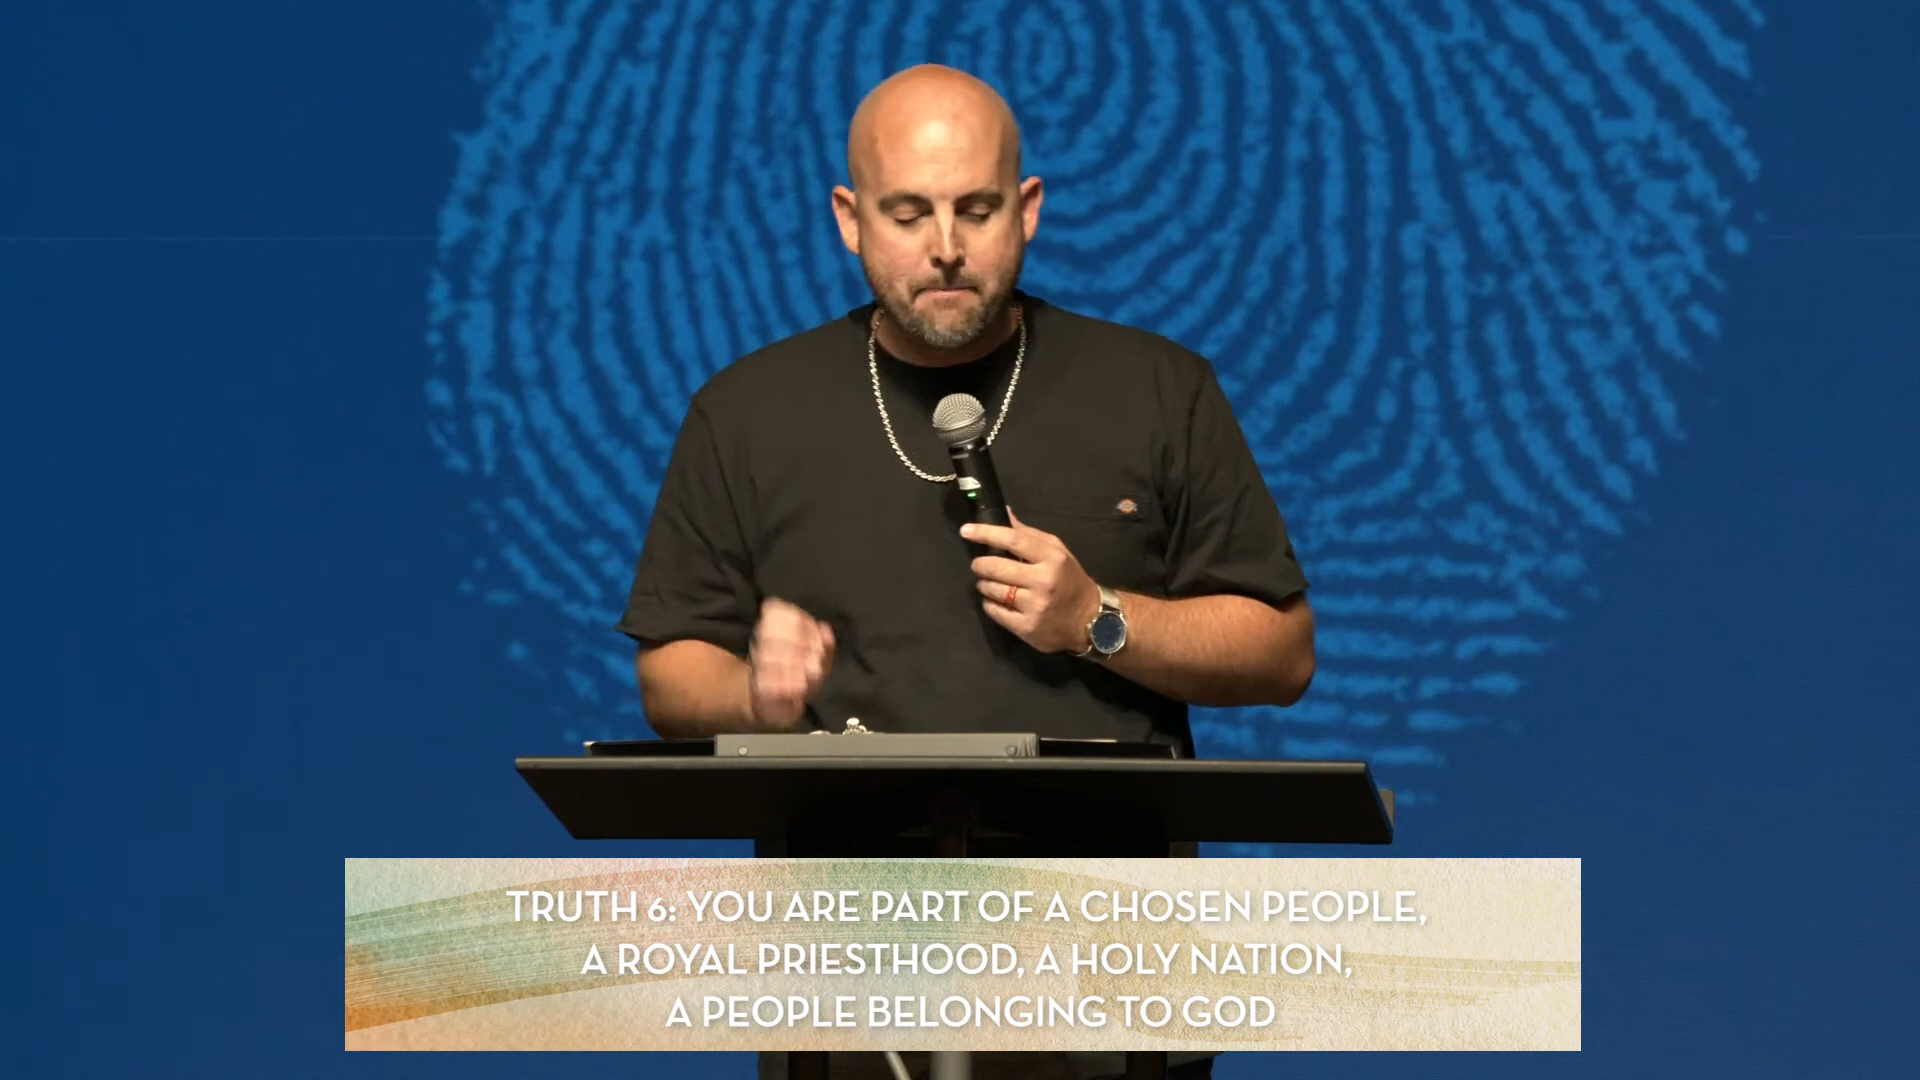 TRUTH 6: YOU ARE PART OF A CHOSEN PEOPLE,
A ROYAL PRIESTHOOD, A HOLY NATION,
A PEOPLE BELONGING TO GOD